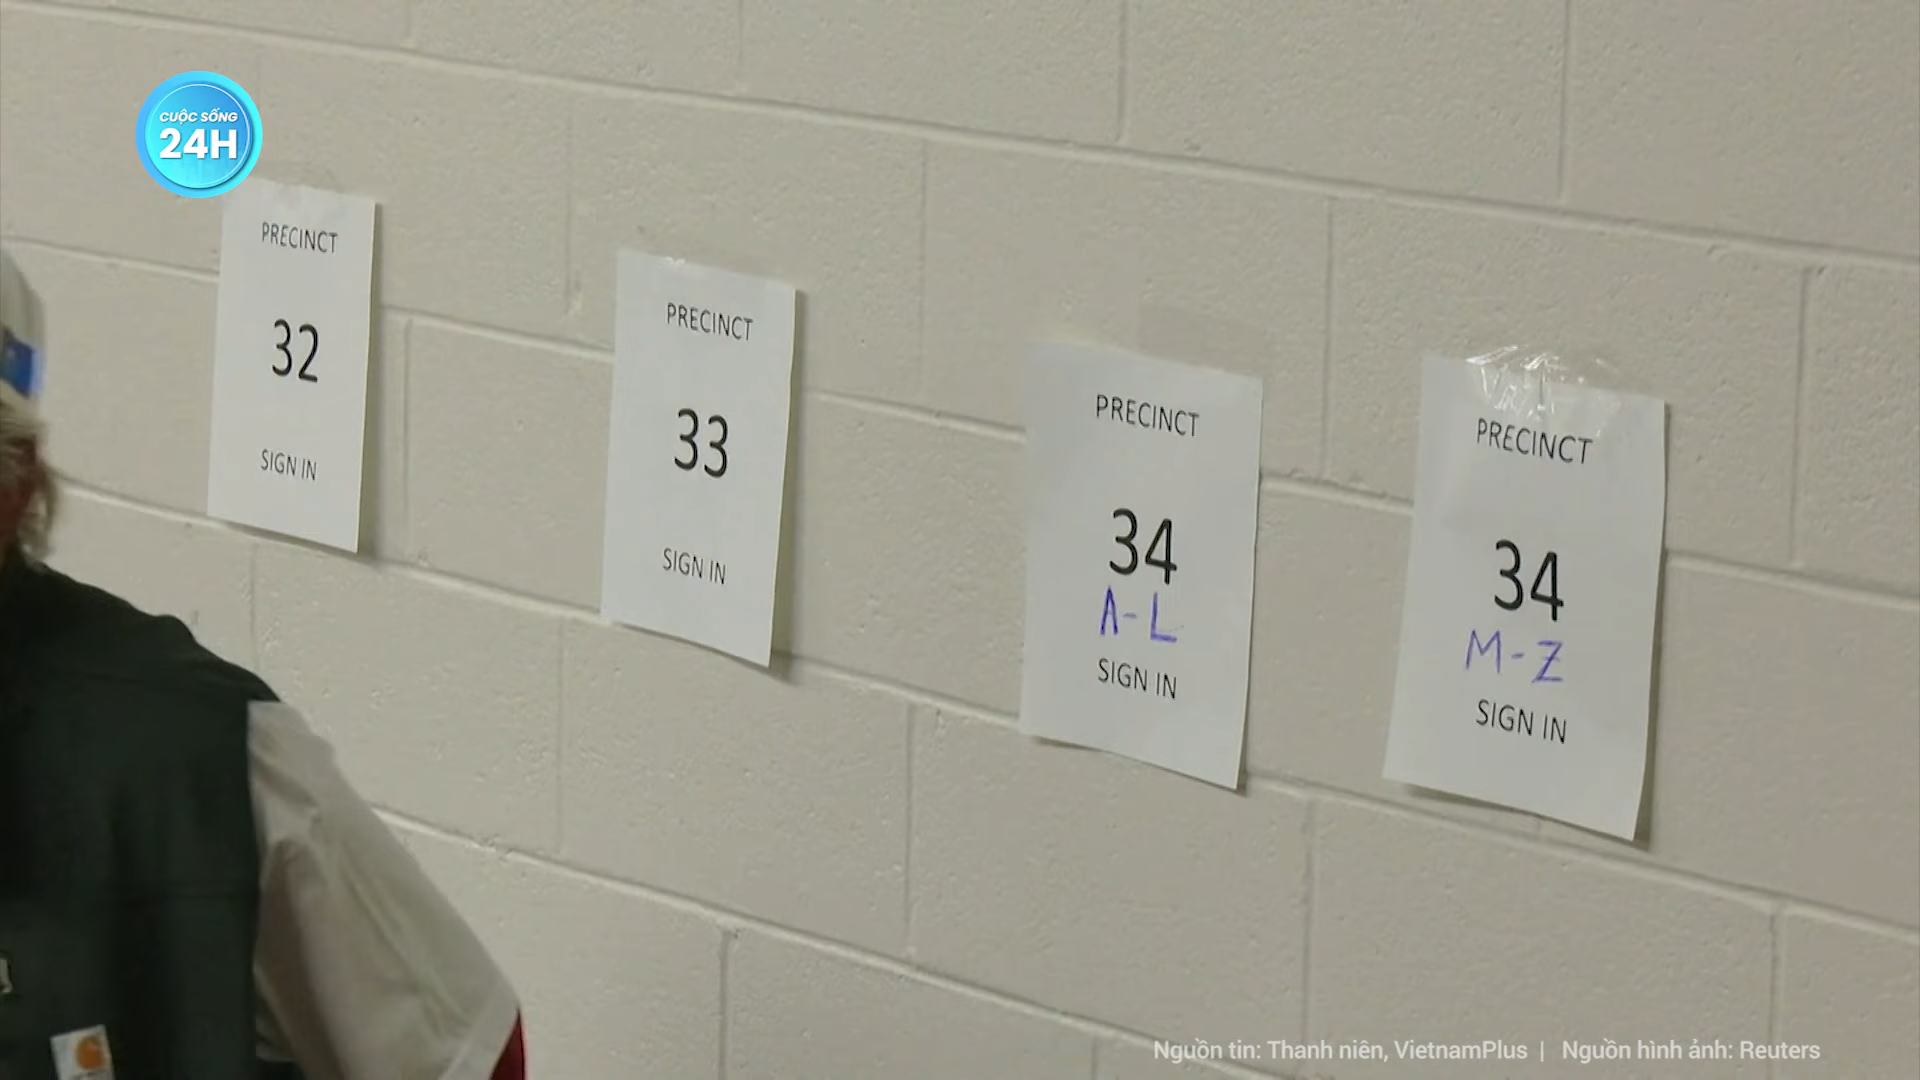 CUỘC SỐNG
24H
PRECINCT
32
SIGN IN
PRECINCT
33
SIGN IN
PRECINCT
34
A-L
SIGN IN
PRECINCT
34
M-Z
SIGN IN
Nguồn tin: Thanh niên, VietnamPlus | Nguồn hình ảnh: Reuters